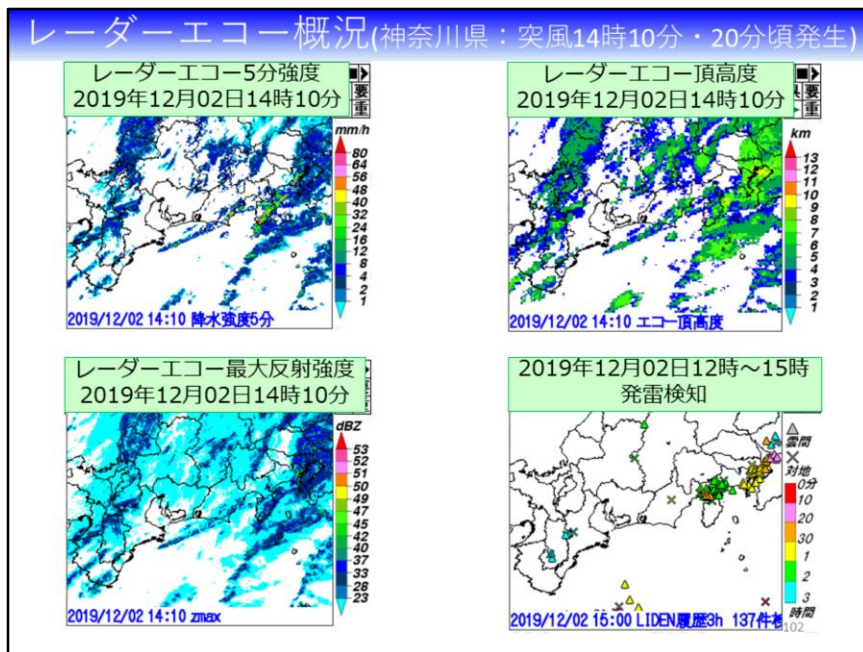 レーダーエコー概況(神奈川県：突風14時10分・20分頃発生)
レーダーエコー5分強度
2019年12月02日14時10分
要
重
mm/h
80
64
56
48
40
32
24
16
12
8
4
2
1
2019/12/02 14:10 降水強度5分
レーダーエコー頂高度
2019年12月02日14時10分
要
重
km
13
12
11
10
9
8
7
6
5
4
3
2
1
2019/12/02 14:10 エコー頂高度
レーダーエコー最大反射強度
2019年12月02日14時10分
dBZ
53
52
51
50
49
47
45
42
40
37
33
28
23
2019/12/02 14:10 zmax
2019年12月02日12時～15時
発雷検知
雲間
対地
0分
10
20
30
1
2
3
時間
2019/12/02 15:00 LIDEN履歴3h 137件検
102